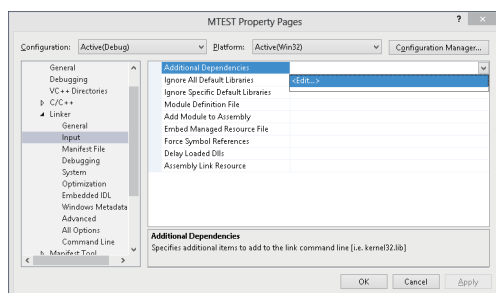 MTEST Property Pages
?
Configuration: Active(Debug) Platform: Active(Win32) Configuration Manager...
General
Debugging
VC++ Directories
C/C++
Linker
General
Input
Manifest File
Debugging
System
Optimization
Embedded IDL
Windows Metadata
Advanced
All Options
Command Line
Manifest Tool
Additional Dependencies
Ignore All Default Libraries <Edit...>
Ignore Specific Default Libraries
Module Definition File
Add Module to Assembly
Embed Managed Resource File
Force Symbol References
Delay Loaded Dlls
Assembly Link Resource
Additional Dependencies
Specifies additional items to add to the link command line [i.e. kernel32.lib]
OK Cancel Apply